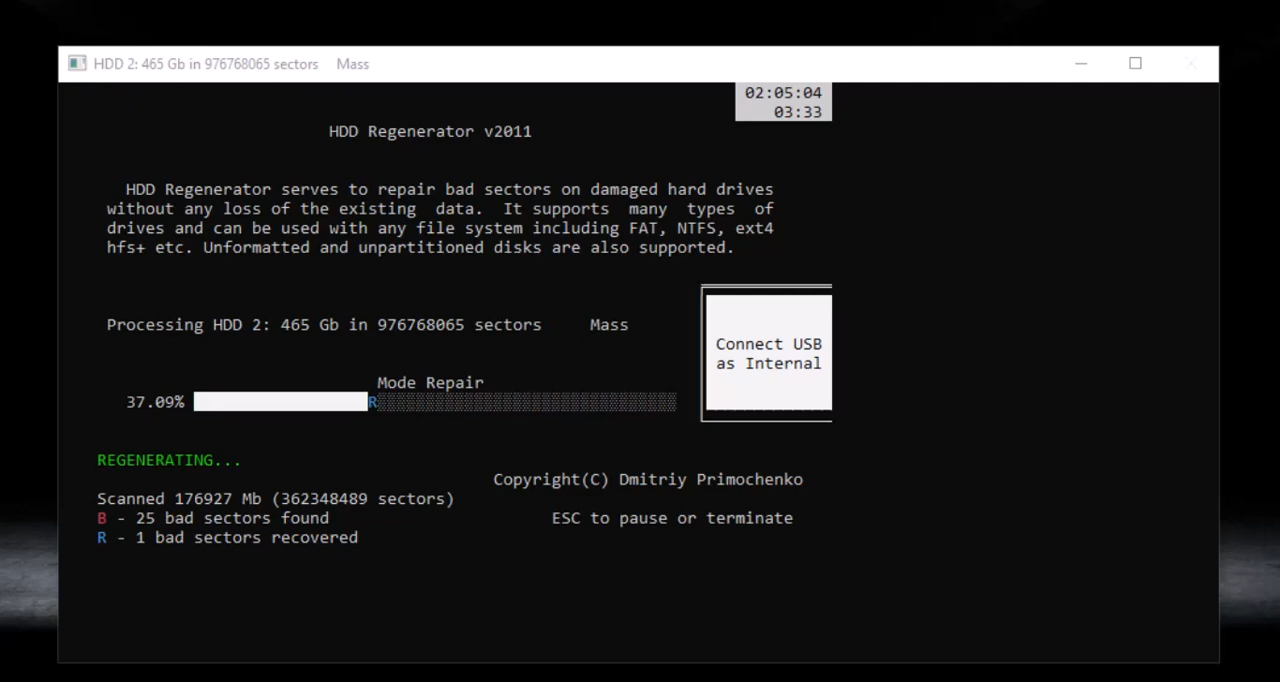 HDD 2: 465 Gb in 976768065 sectors Mass
02:05:04
03:33
HDD Regenerator v2011
HDD Regenerator serves to repair bad sectors on damaged hard drives
without any loss of the existing data. It supports many types of
drives and can be used with any file system including FAT, NTFS, ext4
hfs+ etc. Unformatted and unpartitioned disks are also supported.
Processing HDD 2: 465 Gb in 976768065 sectors Mass
Connect USB
as Internal
Mode Repair
37.09% R
REGENERATING...
Copyright(C) Dmitriy Primochenko
Scanned 176927 Mb (362348489 sectors)
B - 25 bad sectors found
ESC to pause or terminate
R - 1 bad sectors recovered